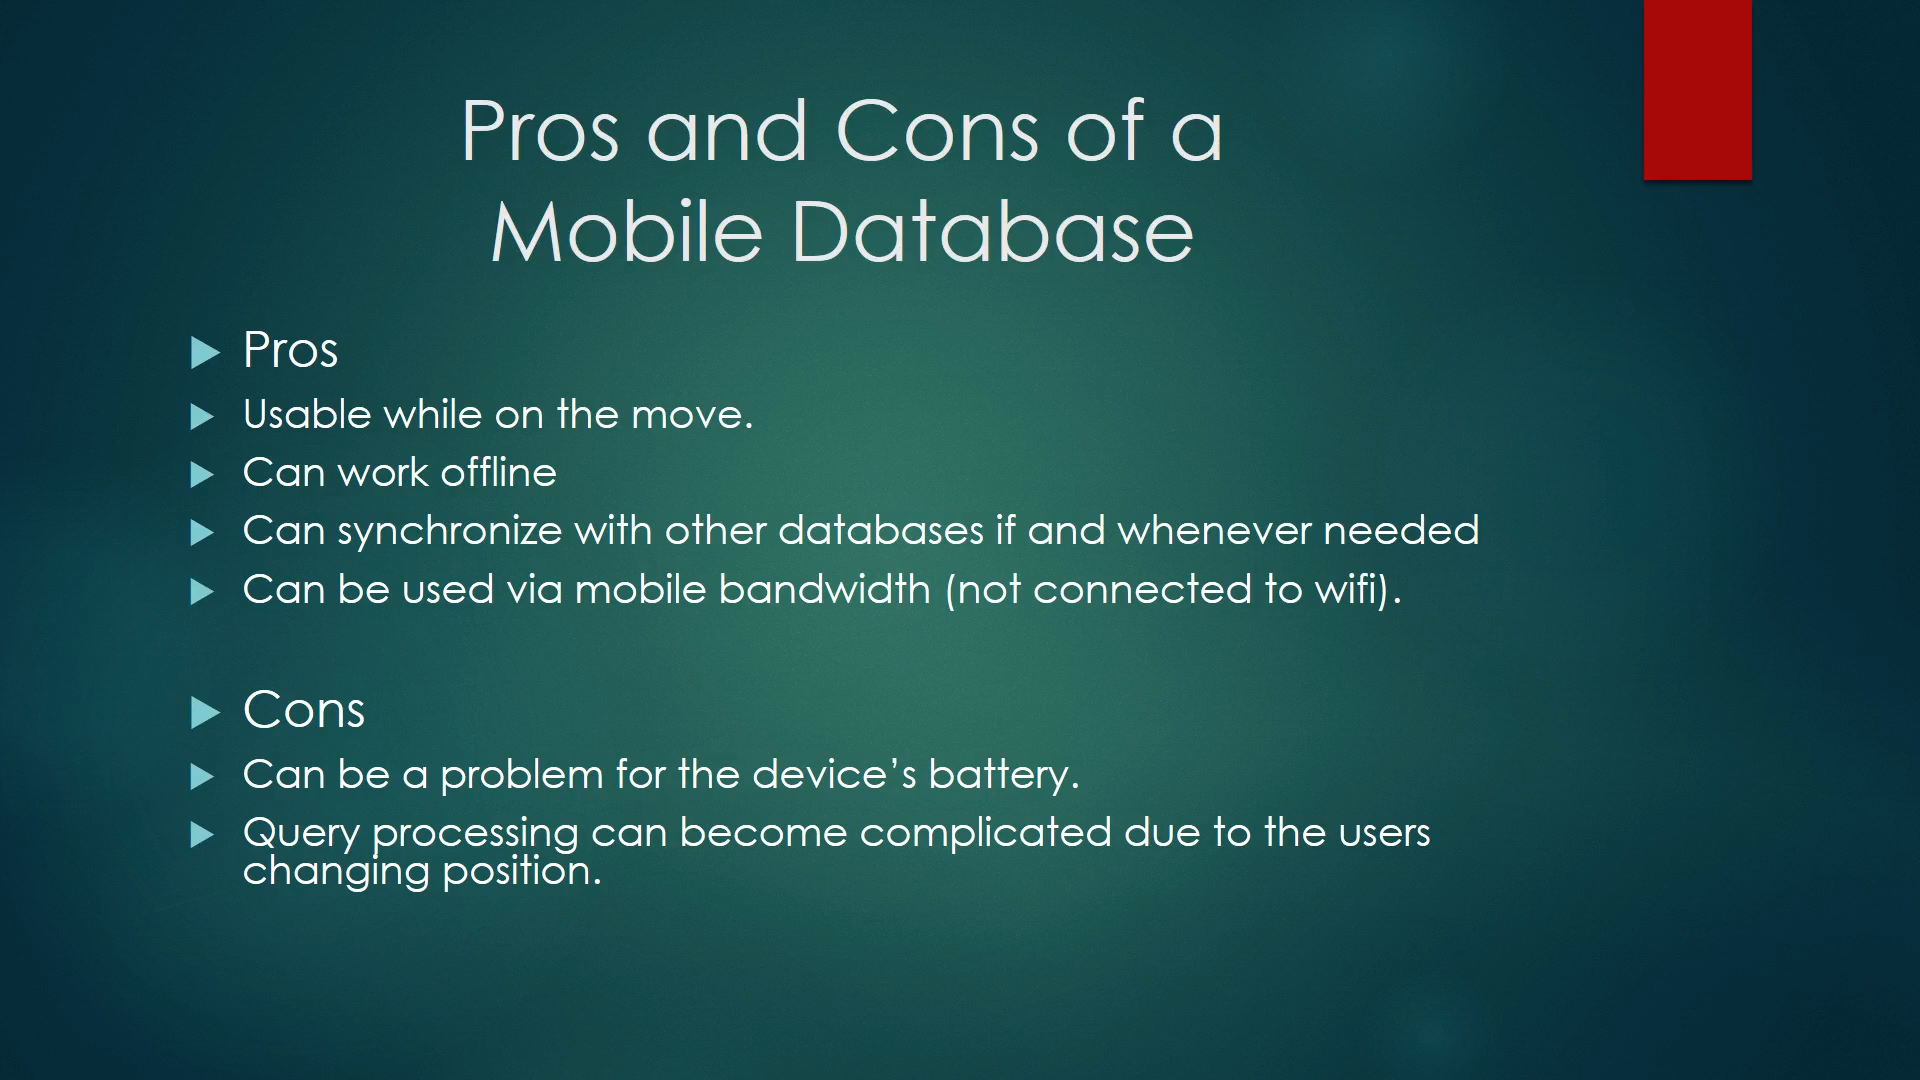 Pros and Cons of a
Mobile Database
Pros
Usable while on the move.
Can work offline
Can synchronize with other databases if and whenever needed
Can be used via mobile bandwidth (not connected to wifi).
Cons
Can be a problem for the device’s battery.
Query processing can become complicated due to the users
changing position.